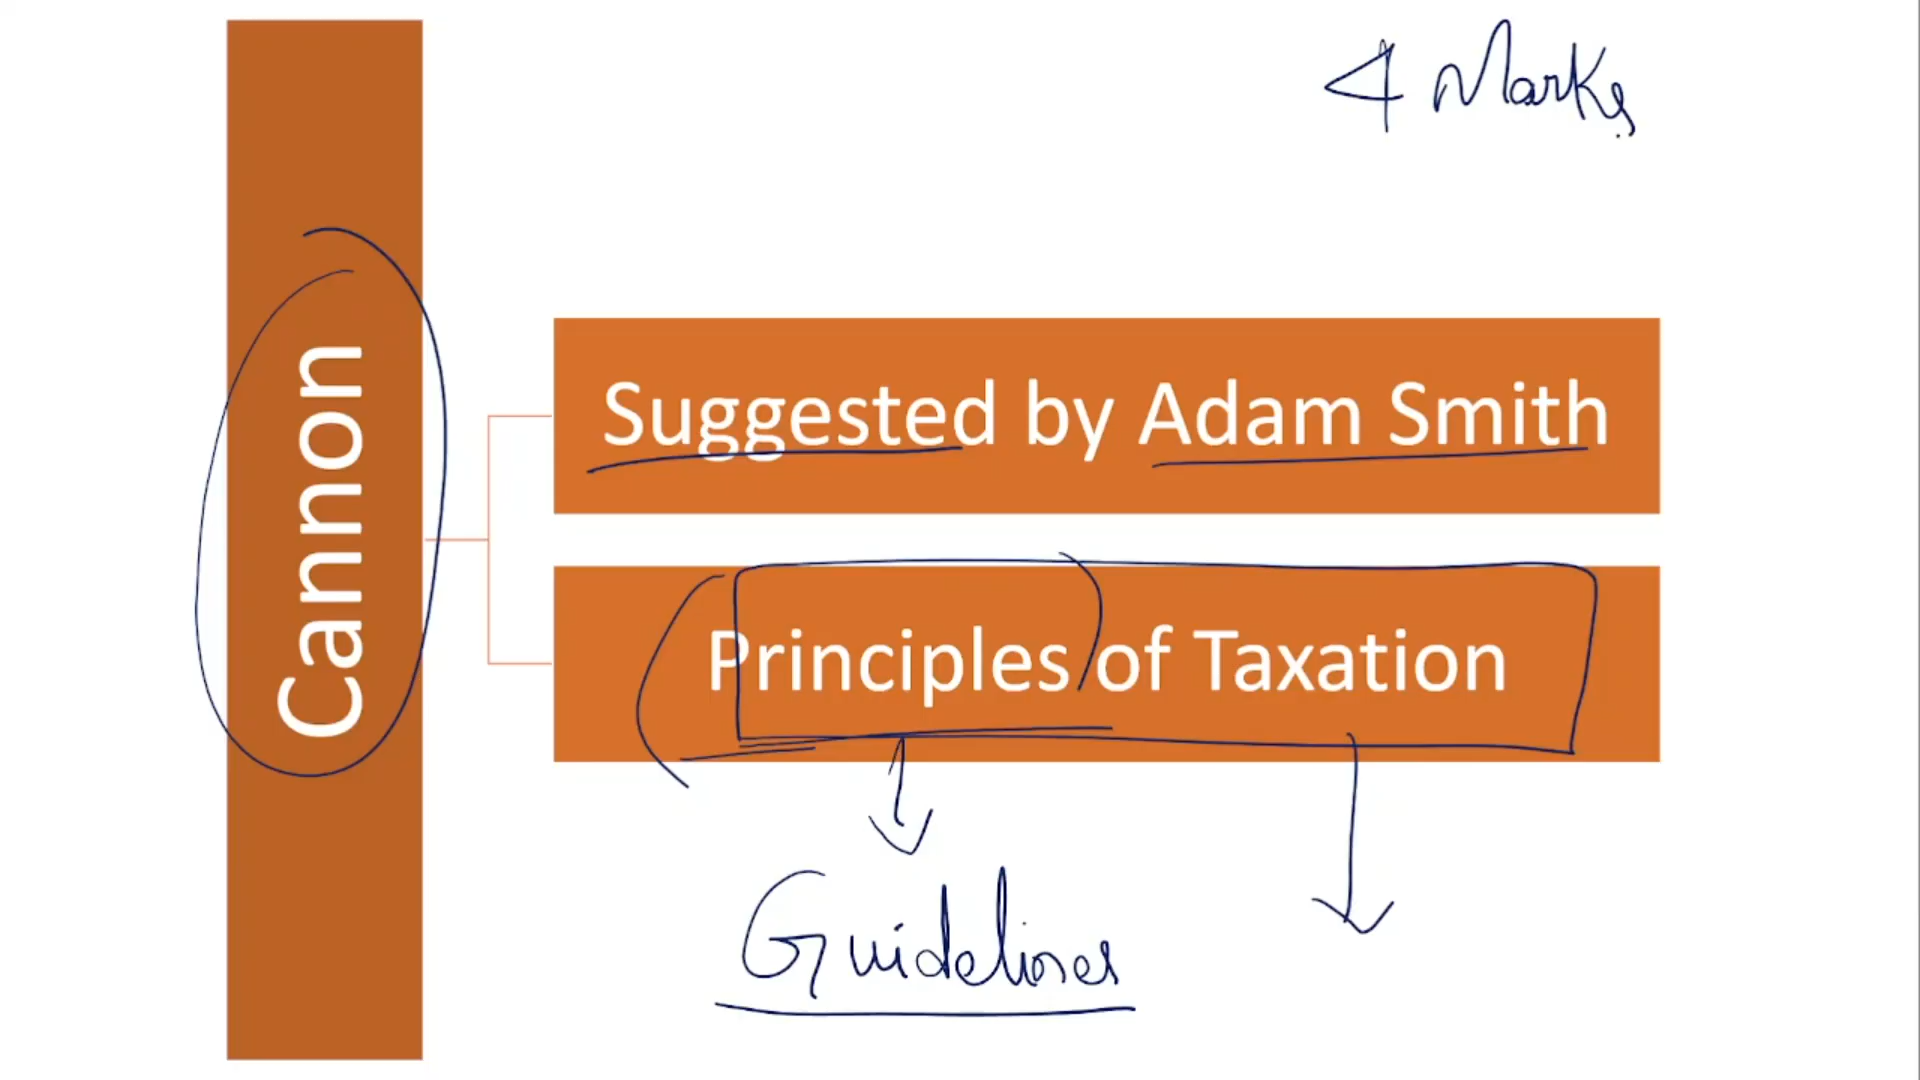 4 Marks
Cannon
Suggested by Adam Smith
Principles of Taxation
Guidelines